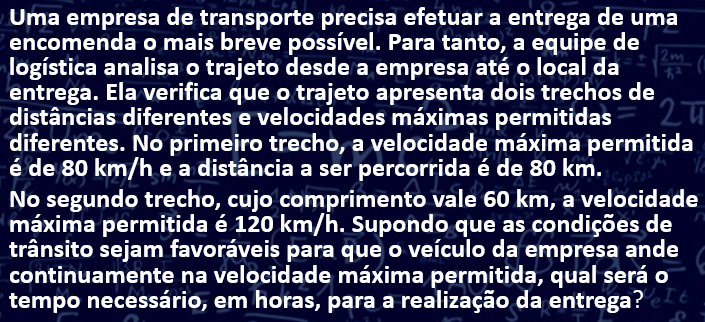 Uma empresa de transporte precisa efetuar a entrega de uma
encomenda o mais breve possível. Para tanto, a equipe de
logística analisa o trajeto desde a empresa até o local da
entrega. Ela verifica que o trajeto apresenta dois trechos de
distâncias diferentes e velocidades máximas permitidas
diferentes. No primeiro trecho, a velocidade máxima permitida
é de 80 km/h e a distância a ser percorrida é de 80 km.
No segundo trecho, cujo comprimento vale 60 km, a velocidade
máxima permitida é 120 km/h. Supondo que as condições de
trânsito sejam favoráveis para que o veículo da empresa ande
continuamente na velocidade máxima permitida, qual será o
tempo necessário, em horas, para a realização da entrega?